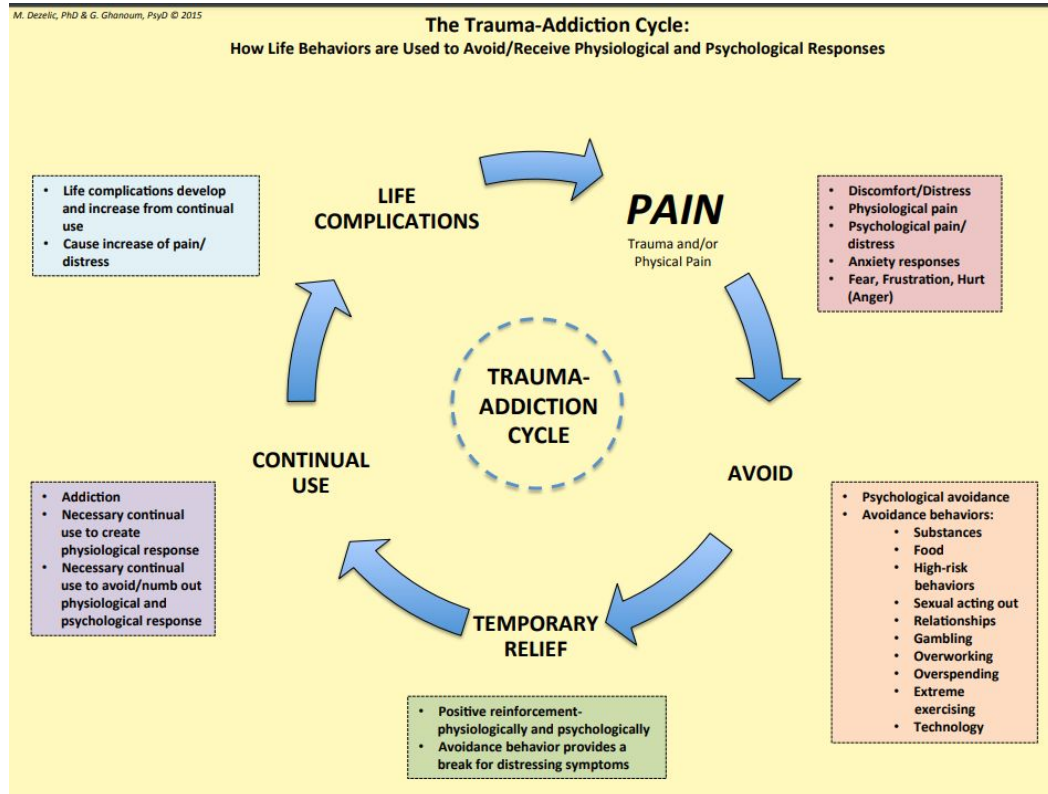 M. Dezelic, PhD & G. Ghanoum, PsyD © 2015
The Trauma-Addiction Cycle:
How Life Behaviors are Used to Avoid/Receive Physiological and Psychological Responses
LIFE
COMPLICATIONS
• Life complications develop
and increase from continual
use
• Cause increase of pain/
distress
PAIN
Trauma and/or
Physical Pain
• Discomfort/Distress
• Physiological pain
• Psychological pain/
distress
• Anxiety responses
• Fear, Frustration, Hurt
(Anger)
TRAUMA-
ADDICTION
CYCLE
AVOID
• Psychological avoidance
• Avoidance behaviors:
• Substances
• Food
• High-risk
behaviors
• Sexual acting out
• Relationships
• Gambling
• Overworking
• Overspending
• Extreme
exercising
• Technology
TEMPORARY
RELIEF
• Positive reinforcement-
physiologically and psychologically
• Avoidance behavior provides a
break for distressing symptoms
CONTINUAL
USE
• Addiction
• Necessary continual
use to create
physiological response
• Necessary continual
use to avoid/numb out
physiological and
psychological response